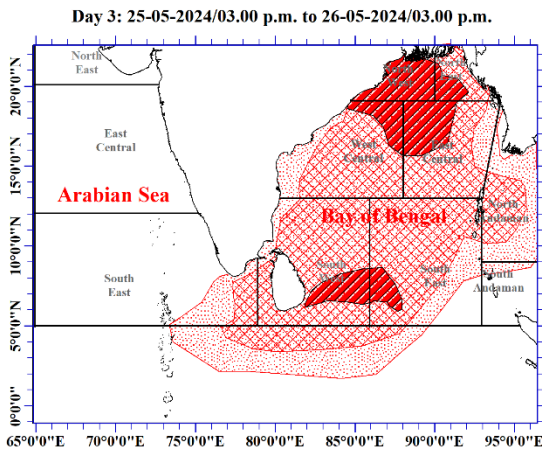 Day 3: 25-05-2024/03.00 p.m. to 26-05-2024/03.00 p.m.
North
East
East
Central
Arabian Sea
South
East
West
Central
East
Central
Bay of Bengal
North
Andaman
South
East
South
Andaman
20°0'0"N
15°0'0"N
10°0'0"N
5°0'0"N
0°0'0"
65°0'0"E 70°0'0"E 75°0'0"E 80°0'0"E 85°0'0"E 90°0'0"E 95°0'0"E